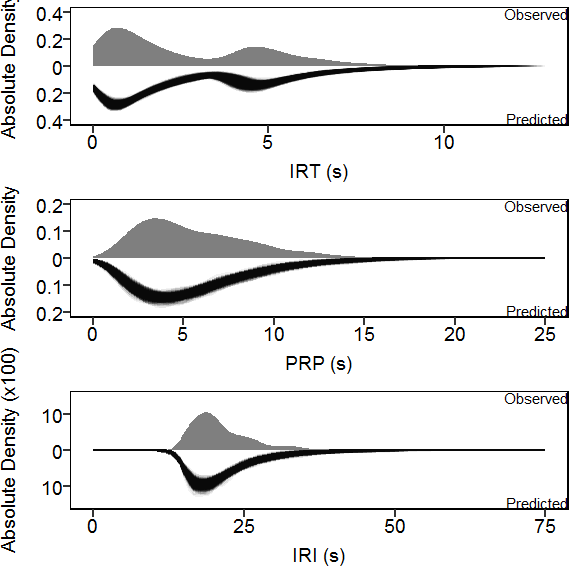 Absolute Density
0.4
0.2
0
0.2
0.4
Observed
Predicted
0 5 10
IRT (s)
Absolute Density
0.2
0.1
0
0.1
0.2
Observed
Predicted
0 5 10 15 20 25
PRP (s)
Absolute Density (x100)
10
0
10
Observed
Predicted
0 25 50 75
IRI (s)